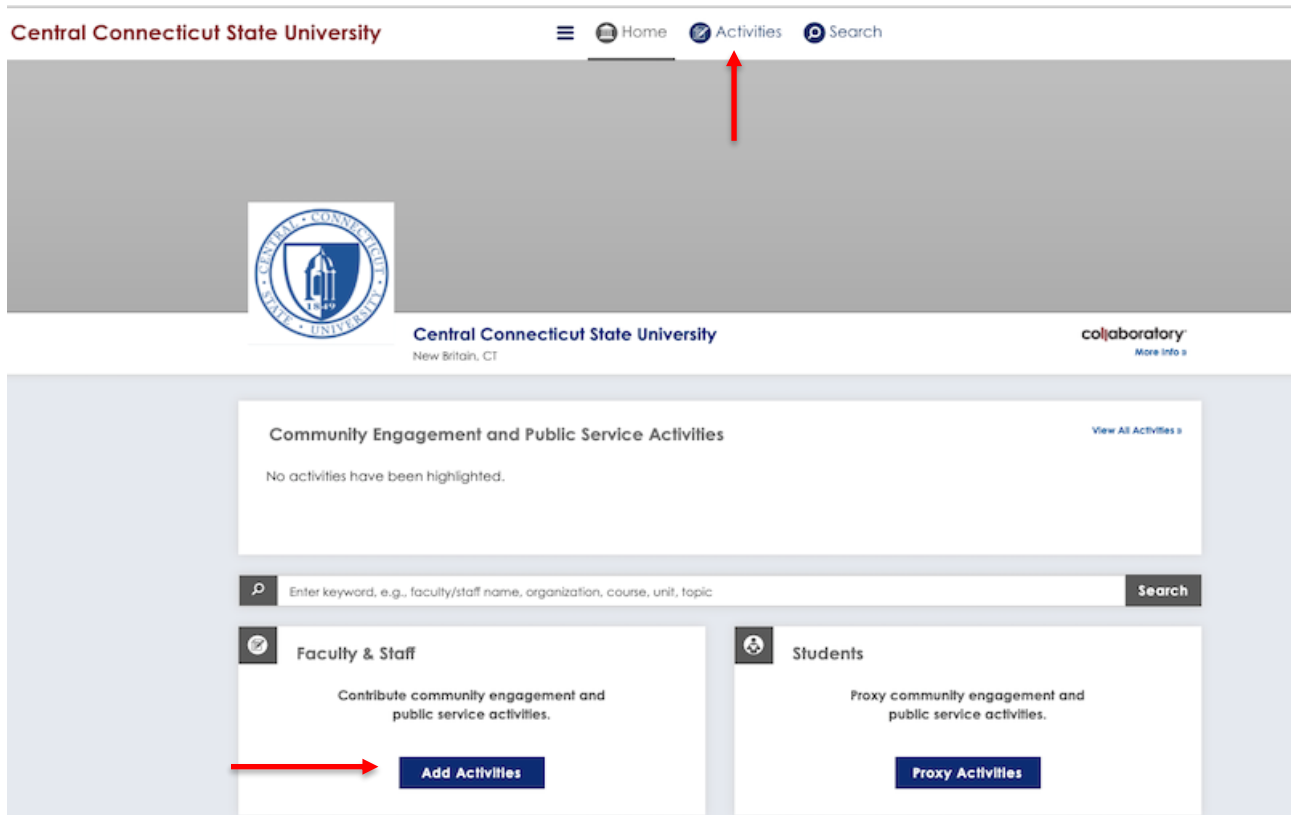 Central Connecticut State University
Home
Activities
Search
CENTRAL • CONNECTICUT • STATE • UNIVERSITY •
1849
Central Connecticut State University
New Britain, CT
collaboratory
More Info »
Community Engagement and Public Service Activities
View All Activities »
No activities have been highlighted.
Enter keyword, e.g., faculty/staff name, organization, course, unit, topic
Search
Faculty & Staff
Contribute community engagement and
public service activities.
Add Activities
Students
Proxy community engagement and
public service activities.
Proxy Activities